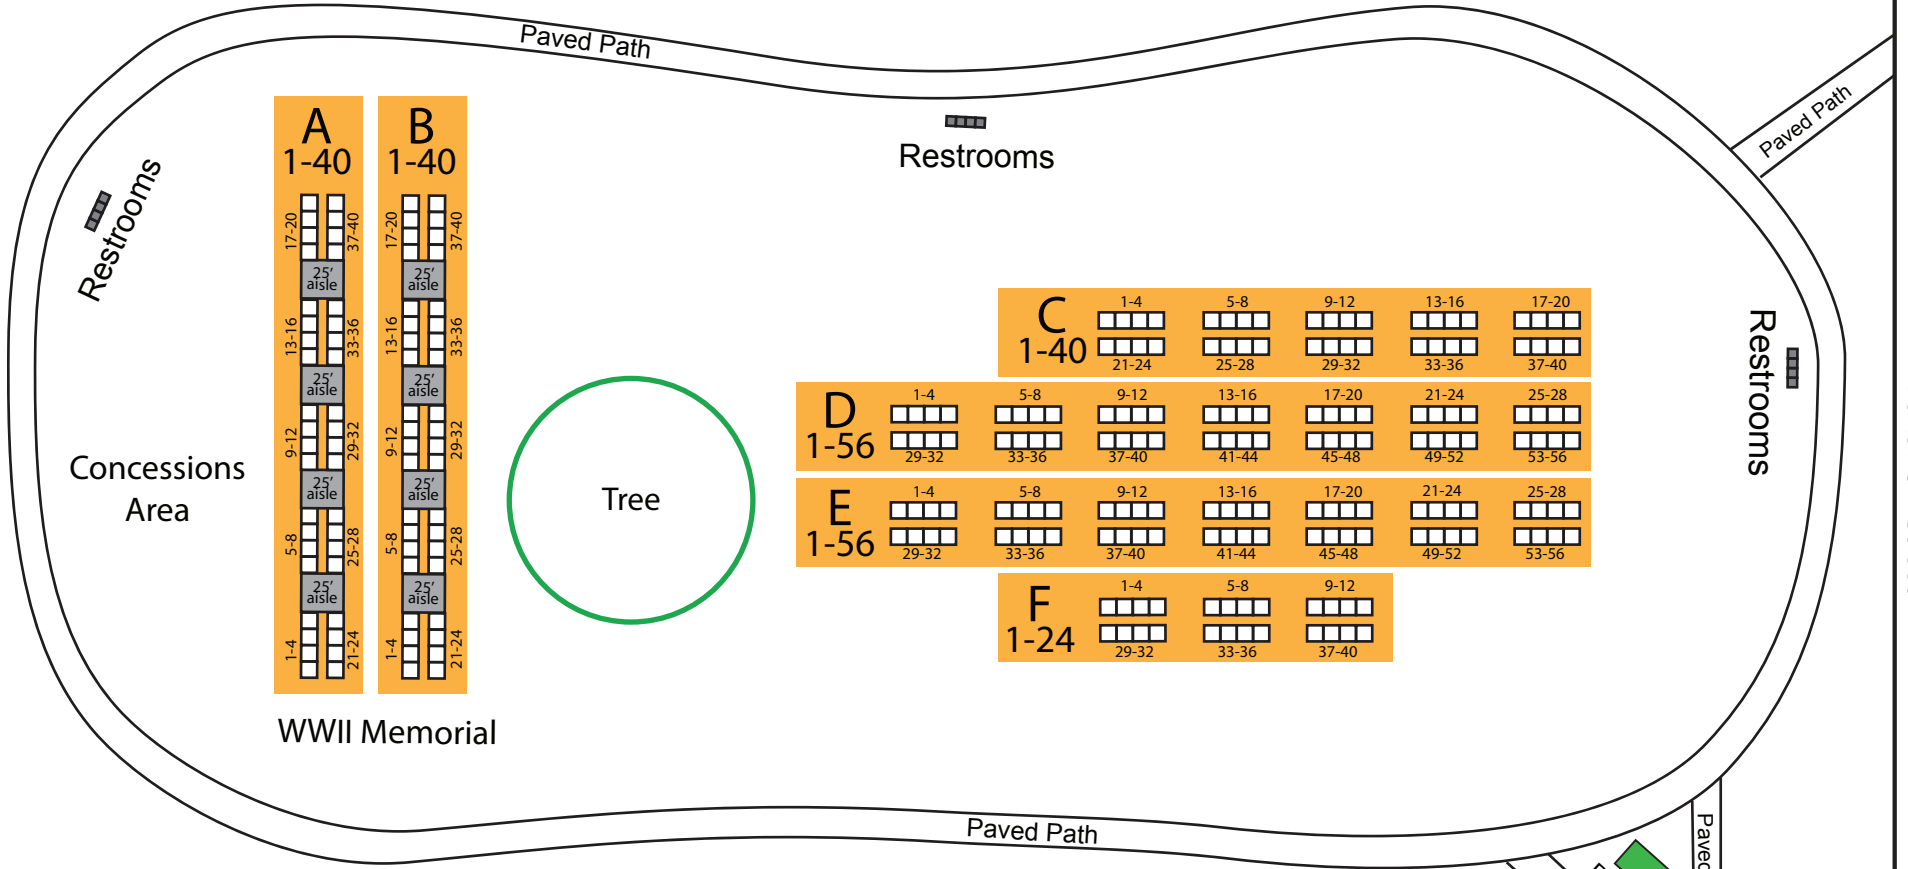 Paved Path
Paved Path
Restrooms
Restrooms
A
1-40
17-20
37-40
25'
aisle
13-16
33-36
25'
aisle
9-12
29-32
25'
aisle
5-8
25-28
25'
aisle
1-4
21-24
B
1-40
17-20
37-40
25'
aisle
13-16
33-36
25'
aisle
9-12
29-32
25'
aisle
5-8
25-28
25'
aisle
1-4
21-24
Concessions
Area
WWII Memorial
Tree
C
1-40
1-4 5-8 9-12 13-16 17-20
21-24 25-28 29-32 33-36 37-40
D
1-56
1-4 5-8 9-12 13-16 17-20 21-24 25-28
29-32 33-36 37-40 41-44 45-48 49-52 53-56
E
1-56
1-4 5-8 9-12 13-16 17-20 21-24 25-28
29-32 33-36 37-40 41-44 45-48 49-52 53-56
F
1-24
1-4 5-8 9-12
29-32 33-36 37-40
Restrooms
Paved Path
Paved